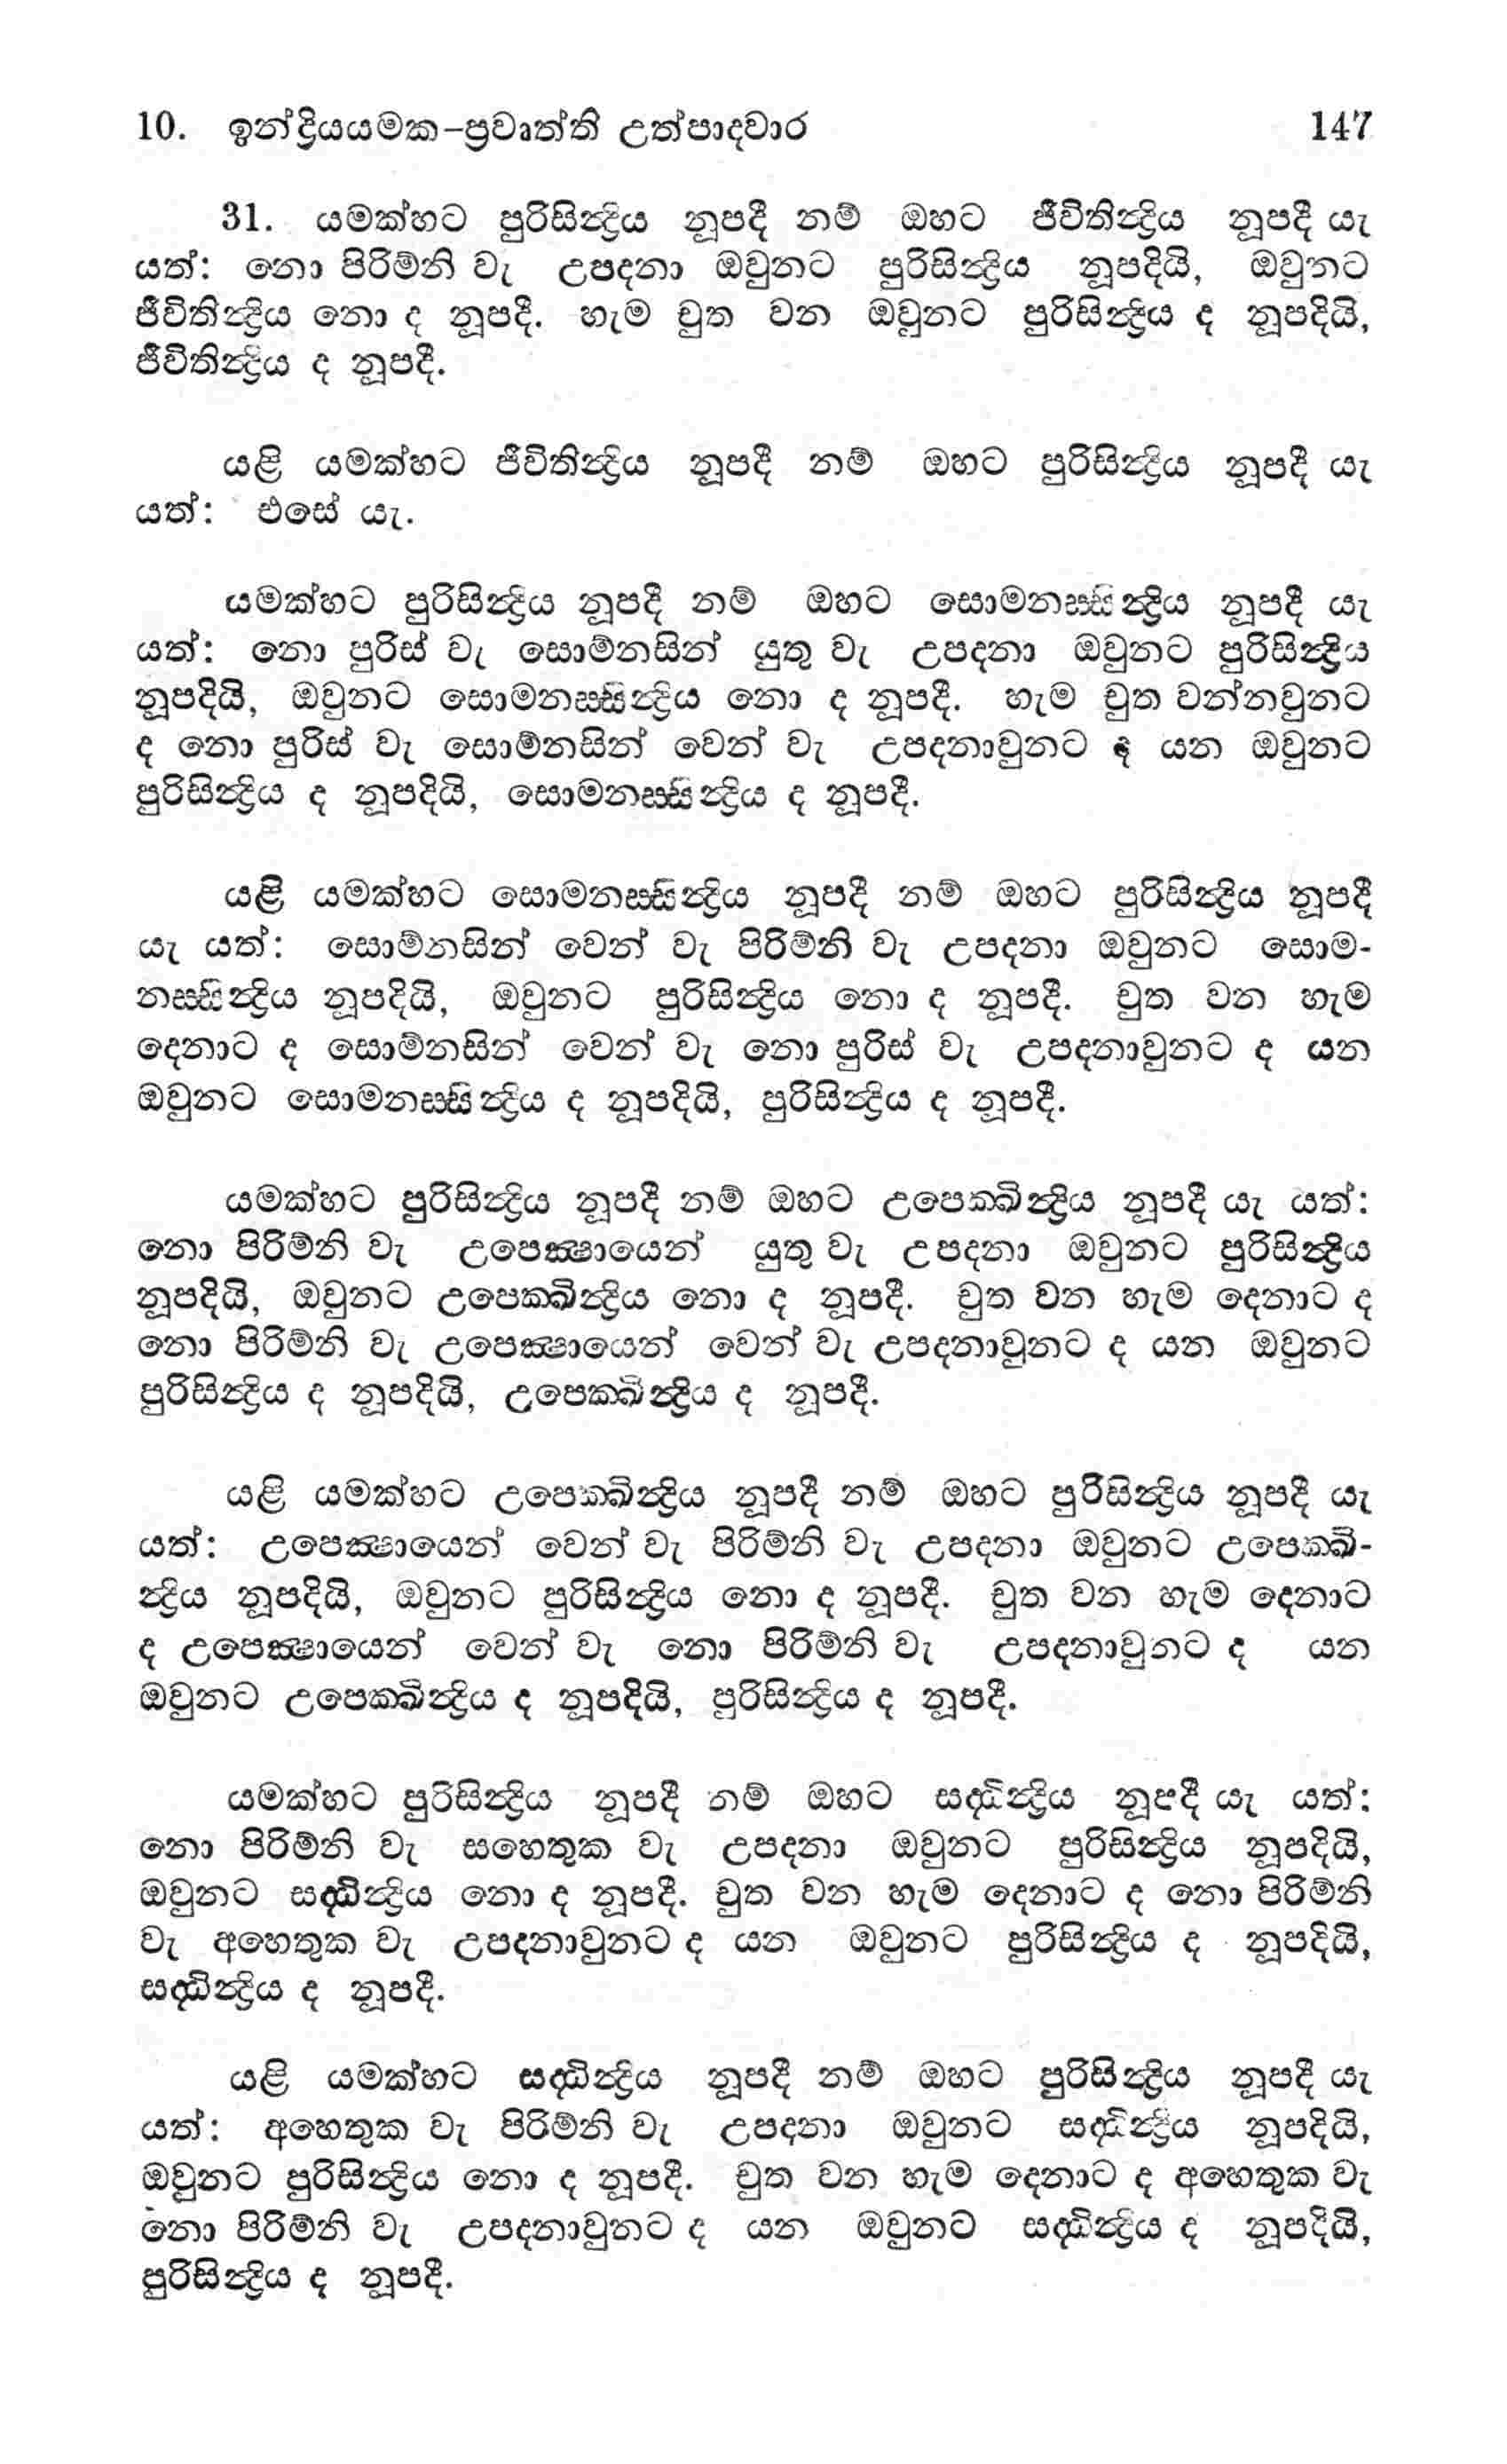 10. ඉන්ද්‍රියයමක-ප්‍රවෘත්ති උත්පාදවාර 147
31. යමක්හට පුරිසින්‍ද්‍රිය නූපදී නම් ඔහට ජීවිතින්‍ද්‍රිය නූපදී යැ
යත්: නො පිරිම්නි වැ උපදනා ඔවුනට පුරිසින්‍ද්‍රිය නූපදියි, ඔවුනට
ජීවිතින්‍ද්‍රිය නො ද නූපදී. හැම චුත වන ඔවුනට පුරිසින්‍ද්‍රිය ද නූපදියි,
ජීවිතින්‍ද්‍රිය ද නූපදී.
යළි යමක්හට ජීවිතින්‍ද්‍රිය නූපදී නම් ඔහට පුරිසින්‍ද්‍රිය නූපදී යැ
යත්: එසේ යැ.
යමක්හට පුරිසින්‍ද්‍රිය නූපදී නම් ඔහට සොමනස්සින්‍ද්‍රිය නූපදී යැ
යත්: නො පුරිස් වැ සොම්නසින් යුතු වැ උපදනා ඔවුනට පුරිසින්‍ද්‍රිය
නූපදියි, ඔවුනට සොමනස්සින්‍ද්‍රිය නො ද නූපදී. හැම චුත වන්නවුනට
ද නො පුරිස් වැ සොම්නසින් වෙන් වැ උපදනාවුනට ද යන ඔවුනට
පුරිසින්‍ද්‍රිය ද නූපදියි, සොමනස්සින්‍ද්‍රිය ද නූපදී.
යළි යමක්හට සොමනස්සින්‍ද්‍රිය නූපදී නම් ඔහට පුරිසින්‍ද්‍රිය නූපදී
යැ යත්: සොම්නසින් වෙන් වැ පිරිම්නි වැ උපදනා ඔවුනට සොම-
නස්සින්‍ද්‍රිය නූපදියි, ඔවුනට පුරිසින්‍ද්‍රිය නො ද නූපදී. චුත වන හැම
දෙනාට ද සොම්නසින් වෙන් වැ නො පුරිස් වැ උපදනාවුනට ද යන
ඔවුනට සොමනස්සින්‍ද්‍රිය ද නූපදියි, පුරිසින්‍ද්‍රිය ද නූපදී.
යමක්හට පුරිසින්‍ද්‍රිය නූපදී නම් ඔහට උපෙක්ඛින්‍ද්‍රිය නූපදී යැ යත්:
නො පිරිම්නි වැ උපෙක්‍ෂායෙන් යුතු වැ උපදනා ඔවුනට පුරිසින්‍ද්‍රිය
නූපදියි, ඔවුනට උපෙක්ඛින්‍ද්‍රිය නො ද නූපදී. චුත වන හැම දෙනාට ද
නො පිරිම්නි වැ උපෙක්‍ෂායෙන් වෙන් වැ උපදනාවුනට ද යන ඔවුනට
පුරිසින්‍ද්‍රිය ද නූපදියි, උපෙක්ඛින්‍ද්‍රිය ද නූපදී.
යළි යමක්හට උපෙක්ඛින්‍ද්‍රිය නූපදී නම් ඔහට පුරිසින්‍ද්‍රිය නූපදී යැ
යත්: උපෙක්‍ෂායෙන් වෙන් වැ පිරිම්නි වැ උපදනා ඔවුනට උපෙක්ඛි-
න්‍ද්‍රිය නූපදියි, ඔවුනට පුරිසින්‍ද්‍රිය නො ද නූපදී. චුත වන හැම දෙනාට
ද උපෙක්‍ෂායෙන් වෙන් වැ නො පිරිම්නි වැ උපදනාවුනට ද යන
ඔවුනට උපෙක්ඛින්‍ද්‍රිය ද නූපදියි, පුරිසින්‍ද්‍රිය ද නූපදී.
යමක්හට පුරිසින්‍ද්‍රිය නූපදී නම් ඔහට සද්ධින්‍ද්‍රිය නූපදී යැ යත්:
නො පිරිම්නි වැ සහෙතුක වැ උපදනා ඔවුනට පුරිසින්‍ද්‍රිය නූපදියි,
ඔවුනට සද්ධින්‍ද්‍රිය නො ද නූපදී. චුත වන හැම දෙනාට ද නො පිරිම්නි
වැ අහෙතුක වැ උපදනාවුනට ද යන ඔවුනට පුරිසින්‍ද්‍රිය ද නූපදියි,
සද්ධින්‍ද්‍රිය ද නූපදී.
යළි යමක්හට සද්ධින්‍ද්‍රිය නූපදී නම් ඔහට පුරිසින්‍ද්‍රිය නූපදී යැ
යත්: අහෙතුක වැ පිරිම්නි වැ උපදනා ඔවුනට සද්ධින්‍ද්‍රිය නූපදියි,
ඔවුනට පුරිසින්‍ද්‍රිය නො ද නූපදී. චුත වන හැම දෙනාට ද අහෙතුක වැ
නො පිරිම්නි වැ උපදනාවුනට ද යන ඔවුනට සද්ධින්‍ද්‍රිය ද නූපදියි,
පුරිසින්‍ද්‍රිය ද නූපදී.